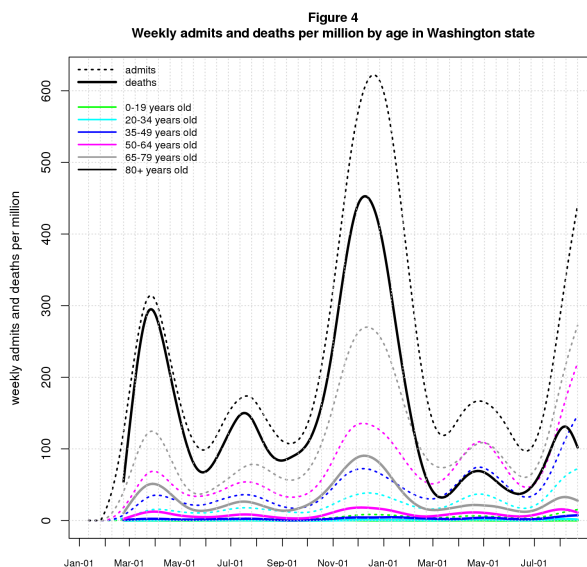 Figure 4
Weekly admits and deaths per million by age in Washington state
admits
deaths
0-19 years old
20-34 years old
35-49 years old
50-64 years old
65-79 years old
80+ years old
weekly admits and deaths per million
600
500
400
300
200
100
0
Jan-01 Mar-01 May-01 Jul-01 Sep-01 Nov-01 Jan-01 Mar-01 May-01 Jul-01